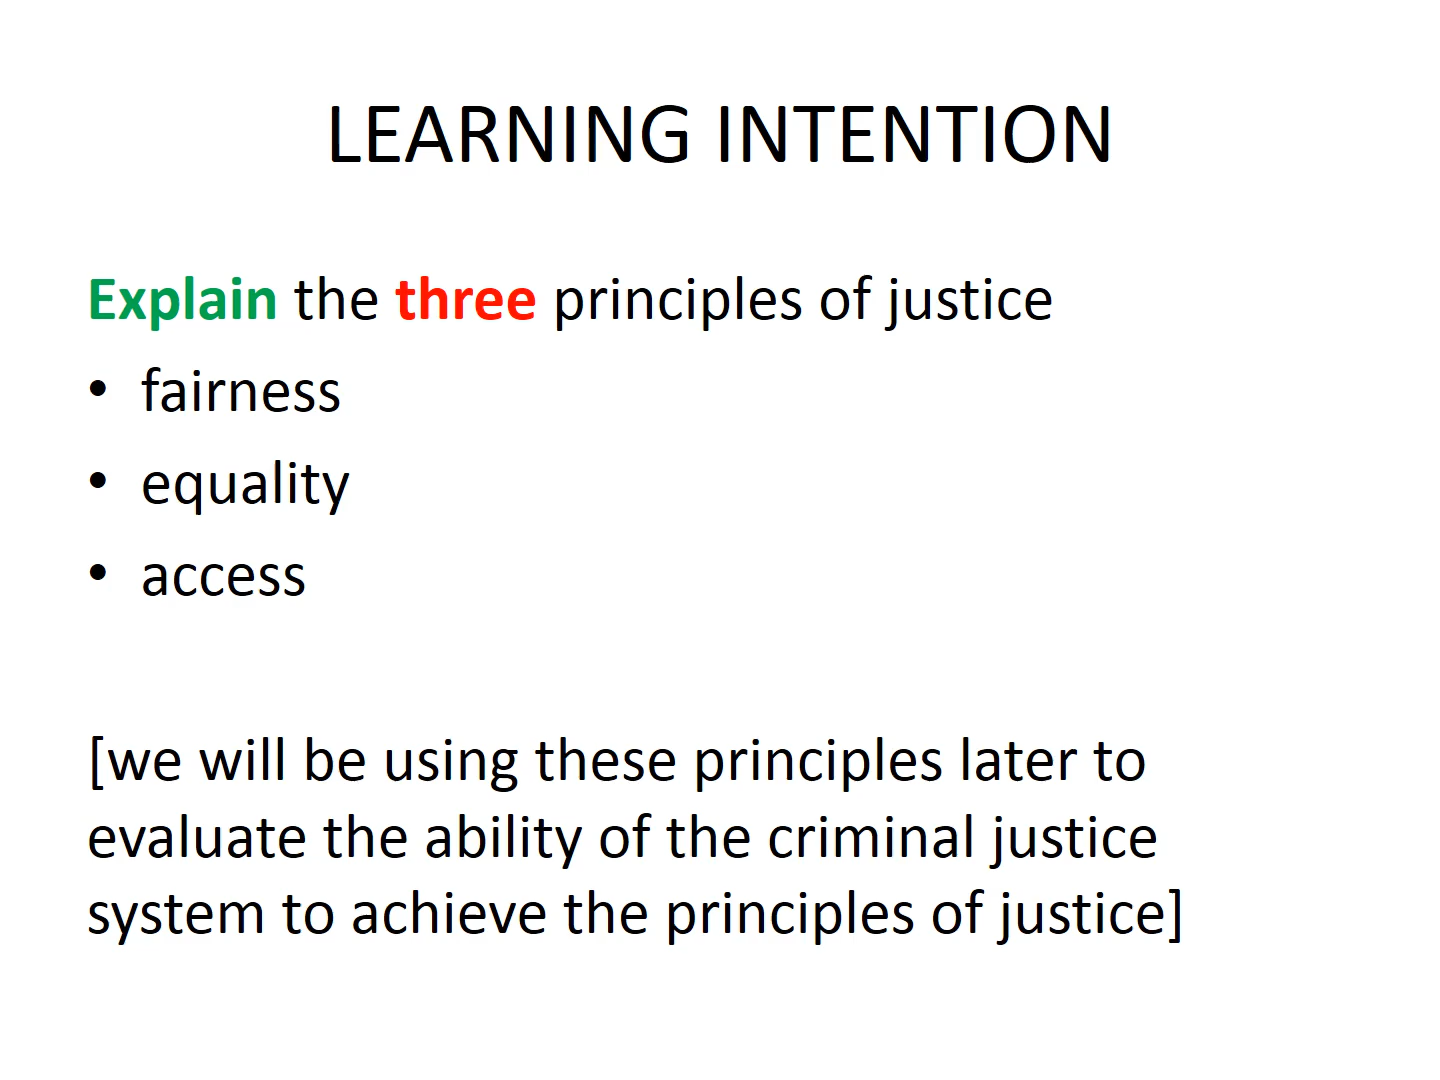 LEARNING INTENTION
Explain the three principles of justice
• fairness
• equality
• access
[we will be using these principles later to
evaluate the ability of the criminal justice
system to achieve the principles of justice]